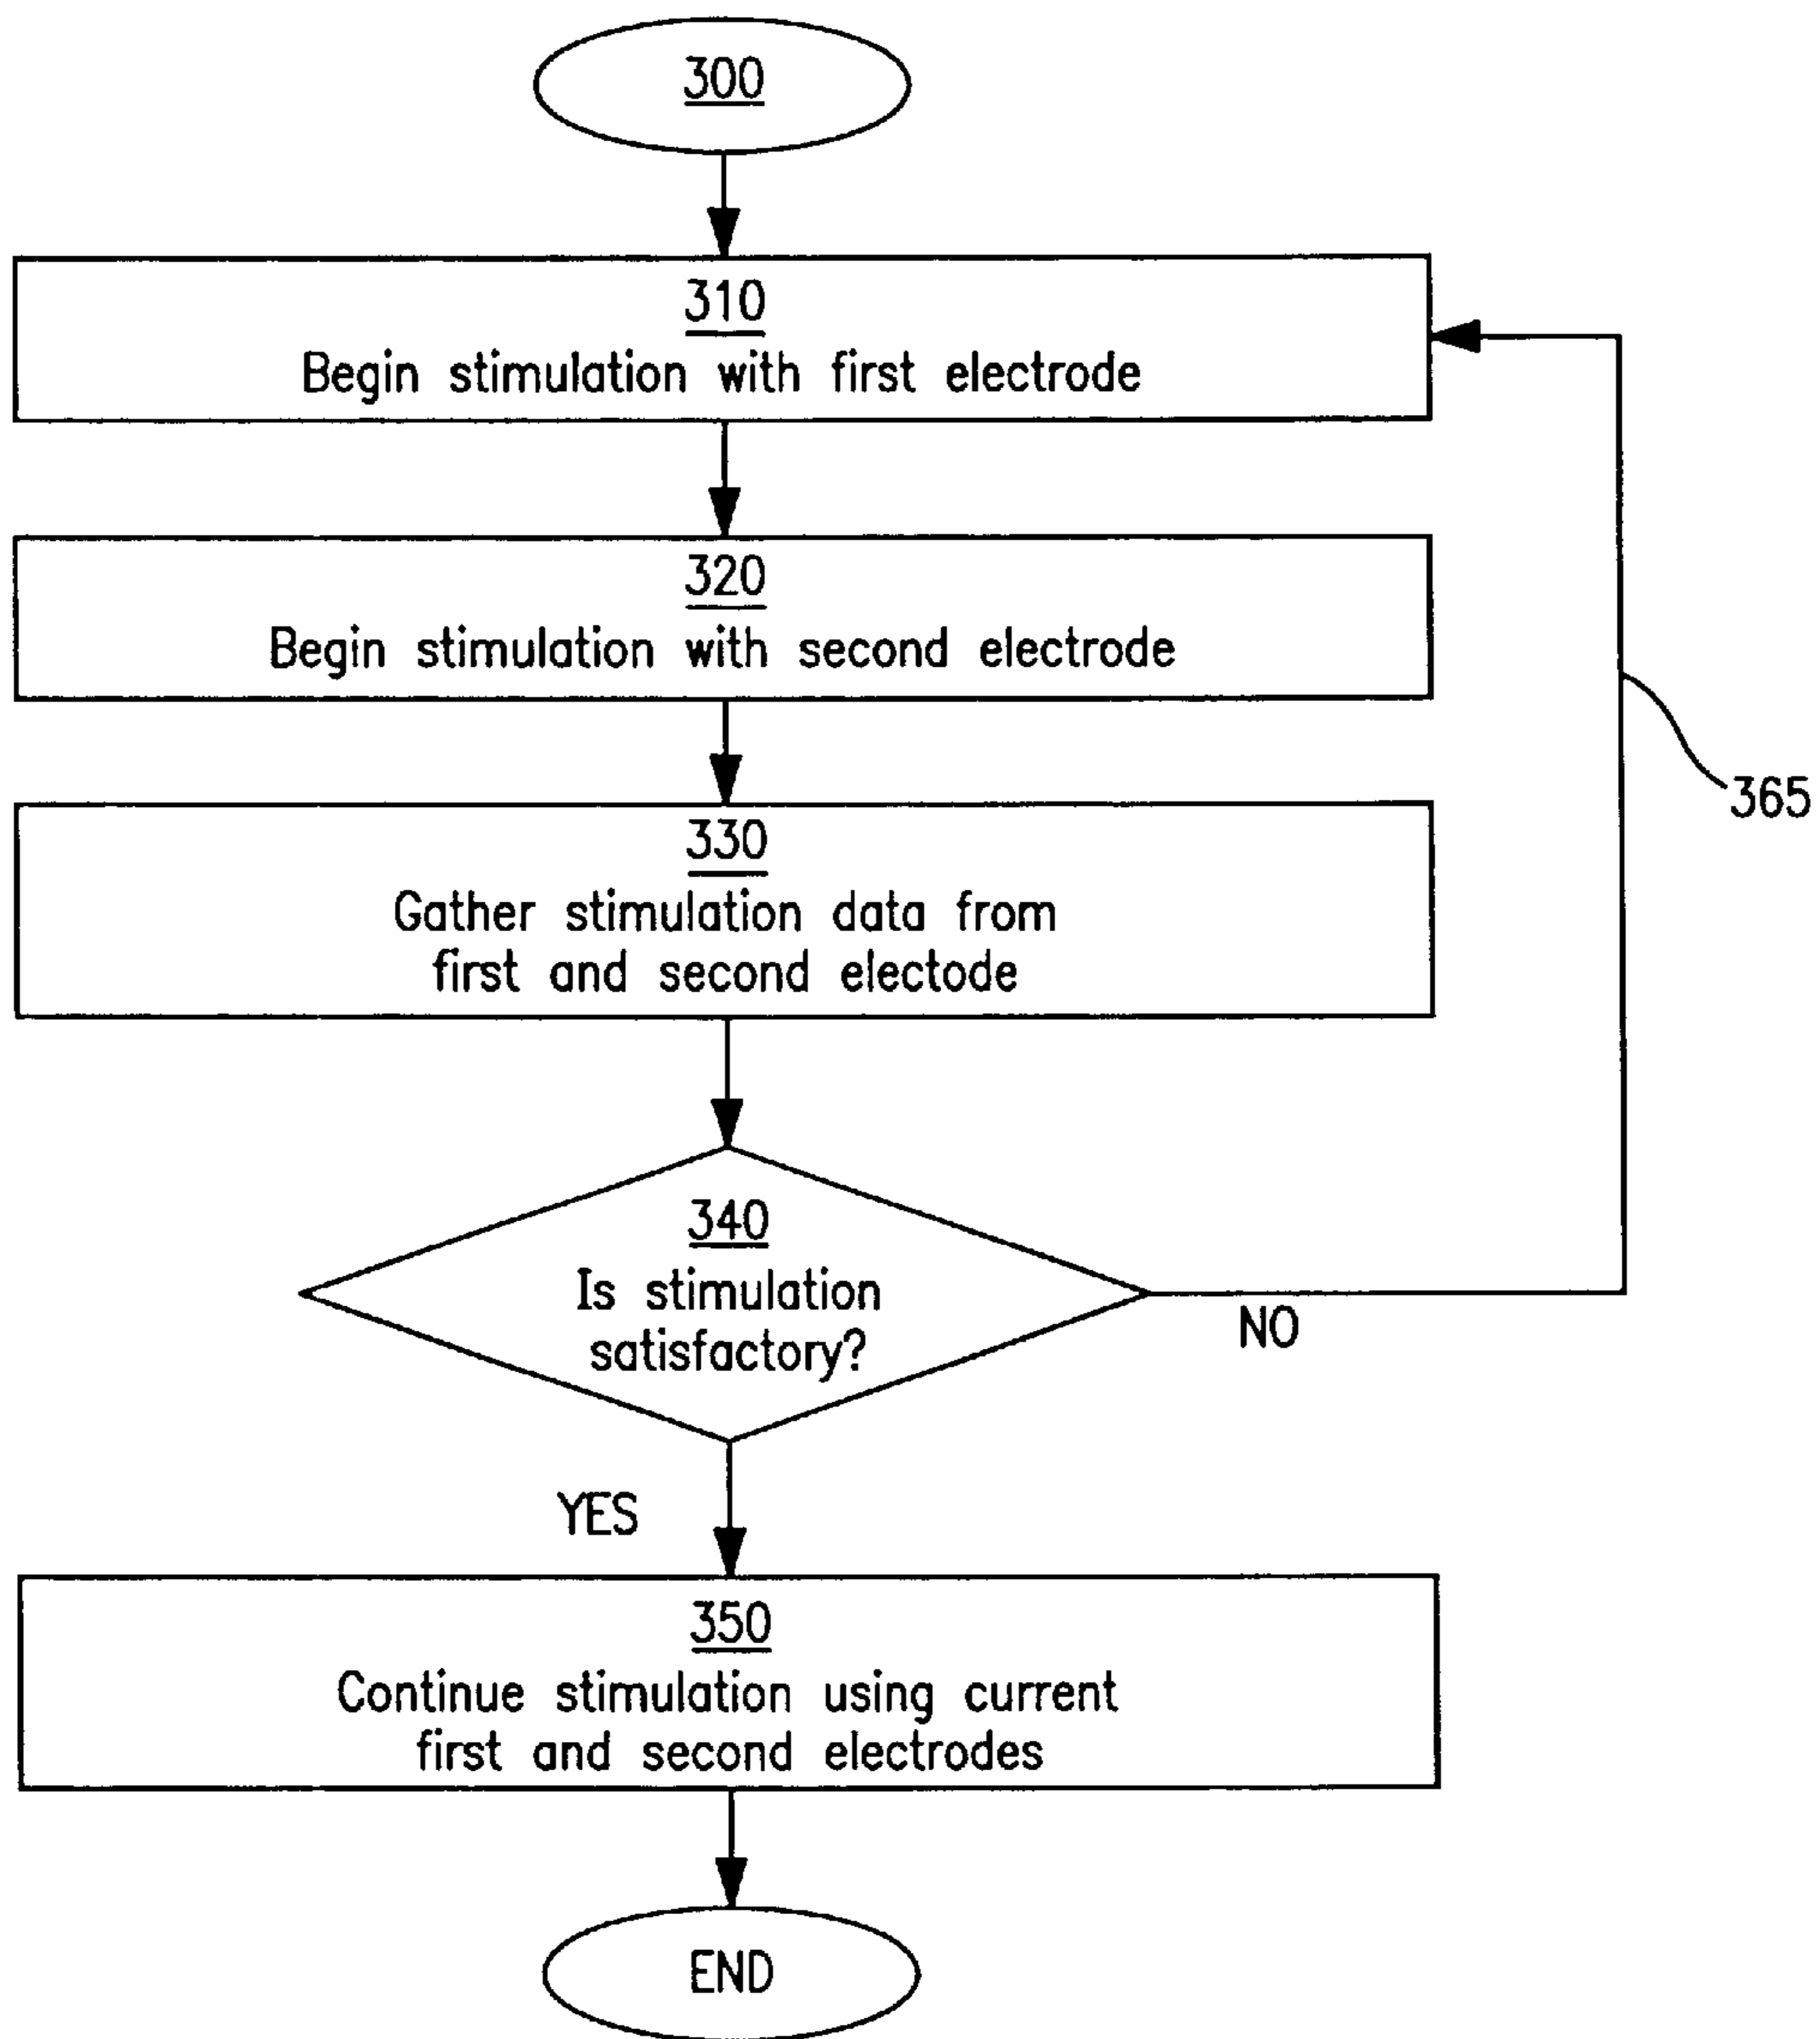 300
310
Begin stimulation with first electrode
320
Begin stimulation with second electrode
365
330
Gather stimulation data from
first and second electode
340
Is stimulation
satisfactory?
NO
YES
350
Continue stimulation using current
first and second electrodes
END